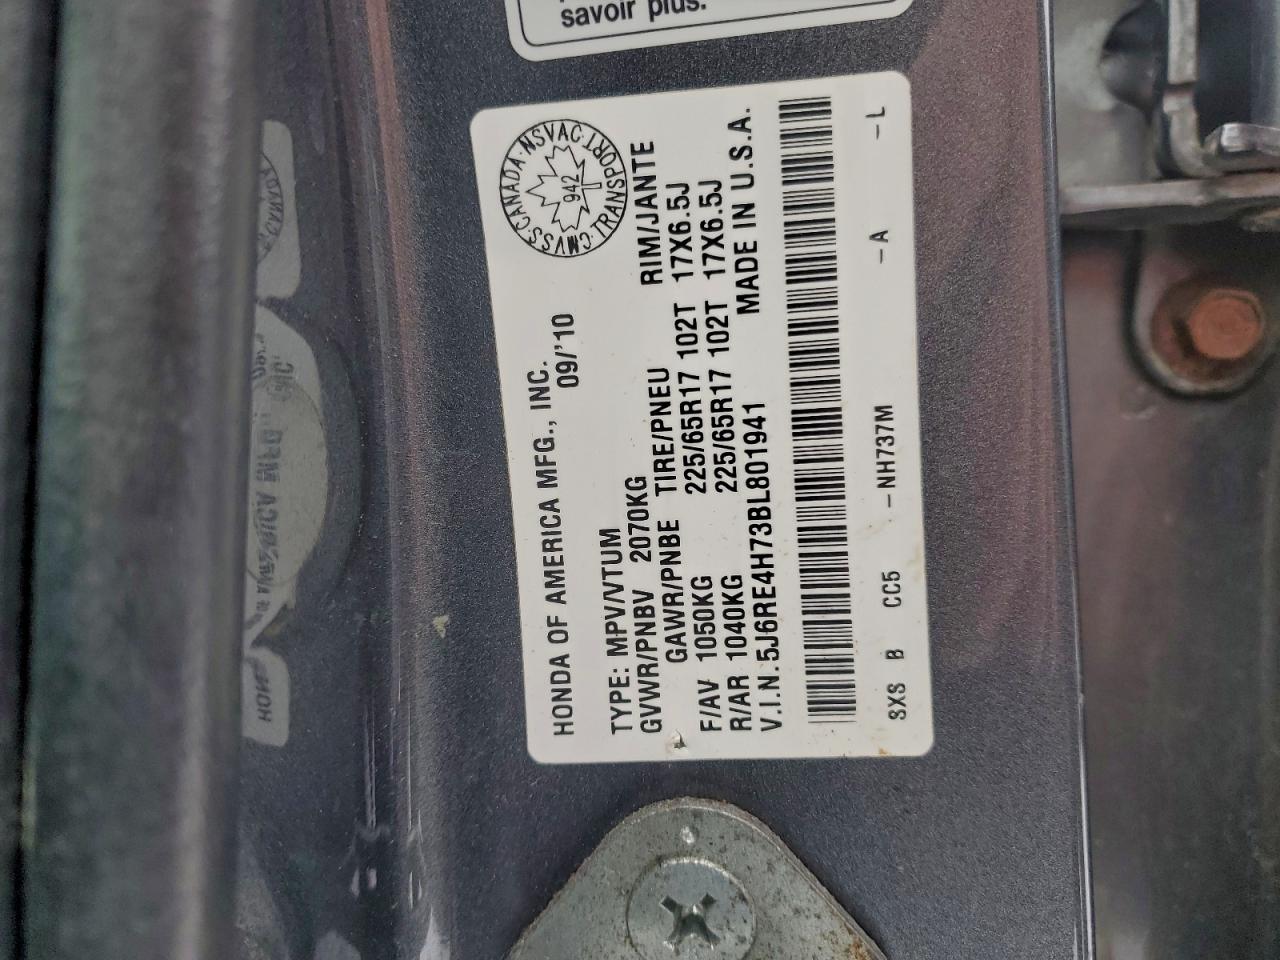 savoir plus.
HONDA OF AMERICA MFG., INC.
09/'10
CANADA·NSVAC·TRANSPORT CMVSS·
942
TYPE: MPV/VTUM
GVWR/PNBV 2070KG
GAWR/PNBE TIRE/PNEU RIM/JANTE
F/AV 1050KG 225/65R17 102T 17X6.5J
R/AR 1040KG 225/65R17 102T 17X6.5J
V.I.N.5J6RE4H73BL801941 MADE IN U.S.A.
SXS B CC5 -NH737M -A -L